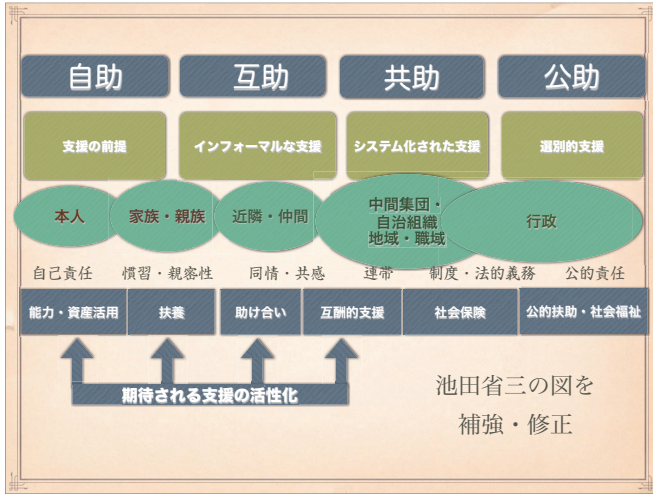 自助
互助
共助
公助
支援の前提
インフォーマルな支援
システム化された支援
選別的支援
本人
家族・親族
近隣・仲間
中間集団・
自治組織
地域・職域
行政
自己責任
慣習・親密性
同情・共感
連帯
制度・法的義務
公的責任
能力・資産活用
扶養
助け合い
互酬的支援
社会保険
公的扶助・社会福祉
期待される支援の活性化
池田省三の図を
補強・修正